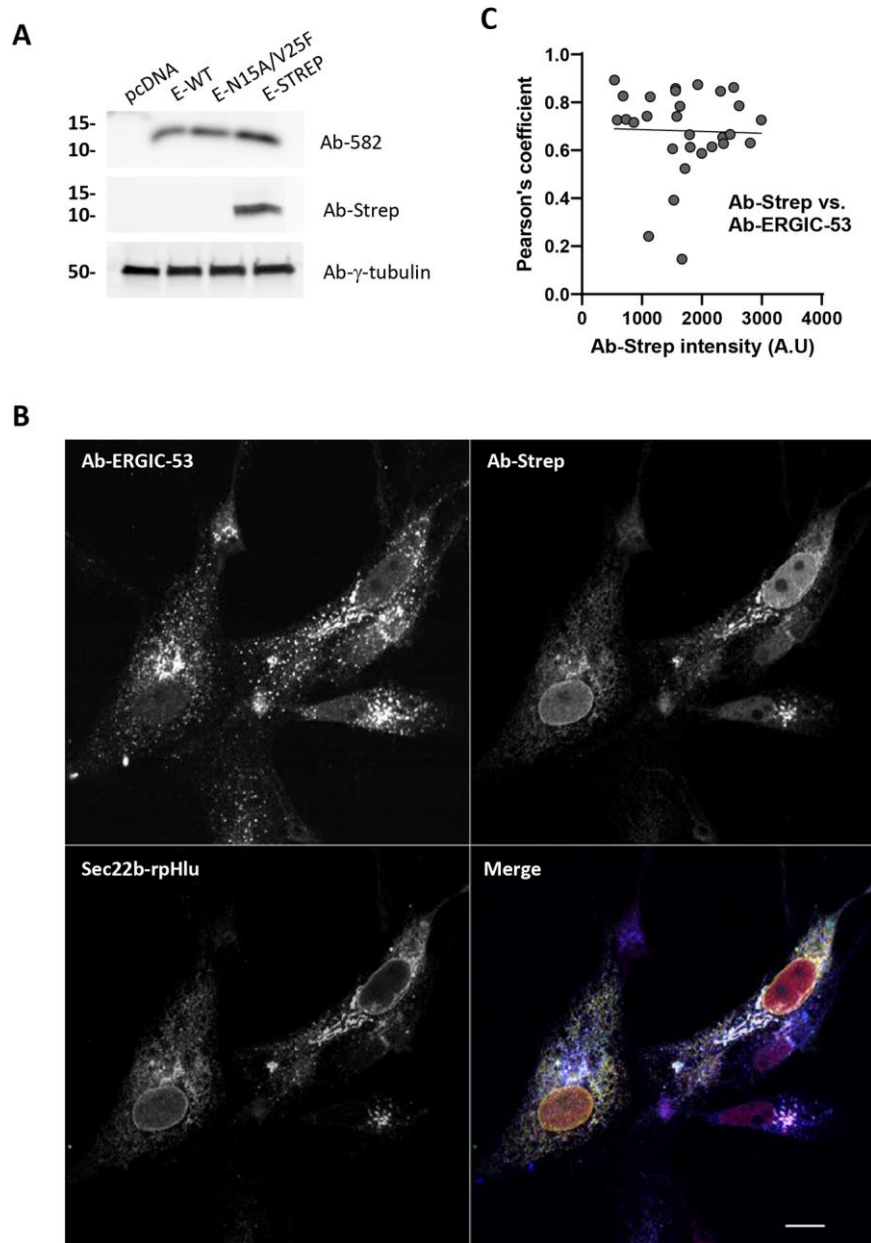 A
pcDNA
E-WT
E-N15A/V25F
E-STREP
15-
10-
Ab-582
15-
10-
Ab-Strep
50-
Ab-γ-tubulin
C
1.0
0.8
0.6
0.4
0.2
0.0
Pearson's coefficient
Ab-Strep vs.
Ab-ERGIC-53
0 1000 2000 3000 4000
Ab-Strep intensity (A.U)
B
Ab-ERGIC-53
Ab-Strep
Sec22b-rpHlu
Merge